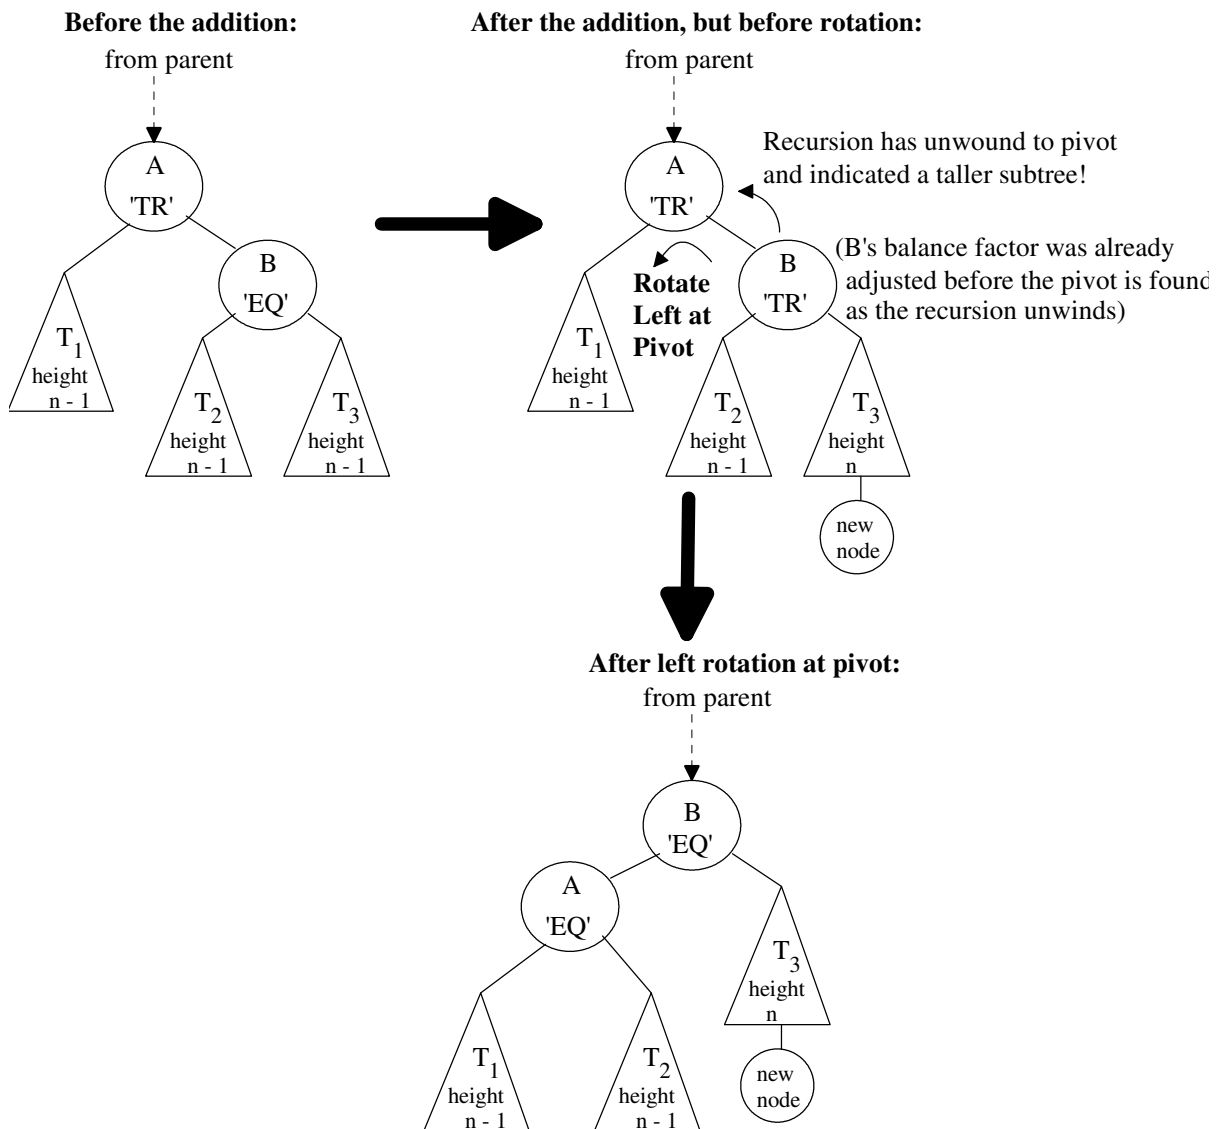 Before the addition:
from parent
A
'TR'
B
'EQ'
T1
height
n - 1
T2
height
n - 1
T3
height
n - 1
After the addition, but before rotation:
from parent
A
'TR'
Recursion has unwound to pivot
and indicated a taller subtree!
B
'TR'
(B's balance factor was already
adjusted before the pivot is found
as the recursion unwinds)
Rotate
Left at
Pivot
T1
height
n - 1
T2
height
n - 1
T3
height
n
new
node
After left rotation at pivot:
from parent
B
'EQ'
A
'EQ'
T1
height
n - 1
T2
height
n - 1
T3
height
n
new
node